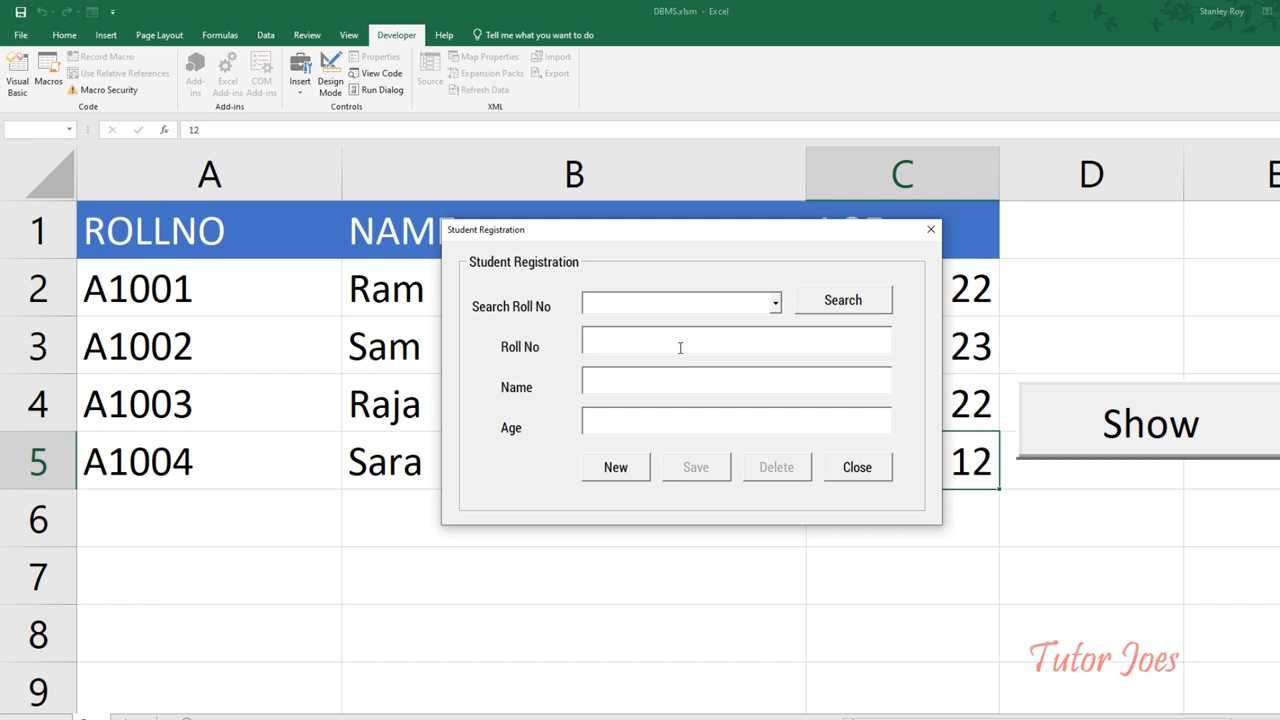 DBMS.xlsm - Excel
Stanley Roy
File Home Insert Page Layout Formulas Data Review View Developer Help Tell me what you want to do
Visual Basic
Macros
Record Macro
Use Relative References
Macro Security
Code
Add-ins
Excel Add-ins
COM Add-ins
Add-ins
Insert
Design Mode
Properties
View Code
Run Dialog
Controls
Source
Map Properties
Expansion Packs
Refresh Data
Import
Export
XML
fx 12
A B C D E
1 ROLLNO NAM
2 A1001 Ram 22
3 A1002 Sam 23
4 A1003 Raja 22
5 A1004 Sara 12
6
7
8
9
Student Registration
Student Registration
Search Roll No
Search
Roll No
Name
Age
New Save Delete Close
Show
Tutor Joes